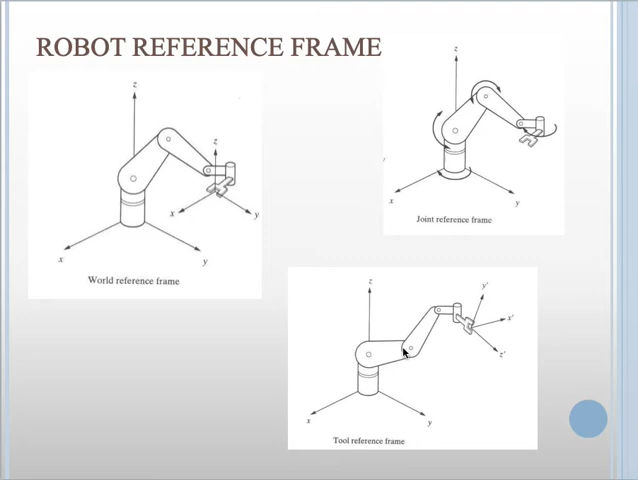 ROBOT REFERENCE FRAME
z
z
x
y
x
y
World reference frame
z
x
y
Joint reference frame
z
y'
x'
z'
x
y
Tool reference frame